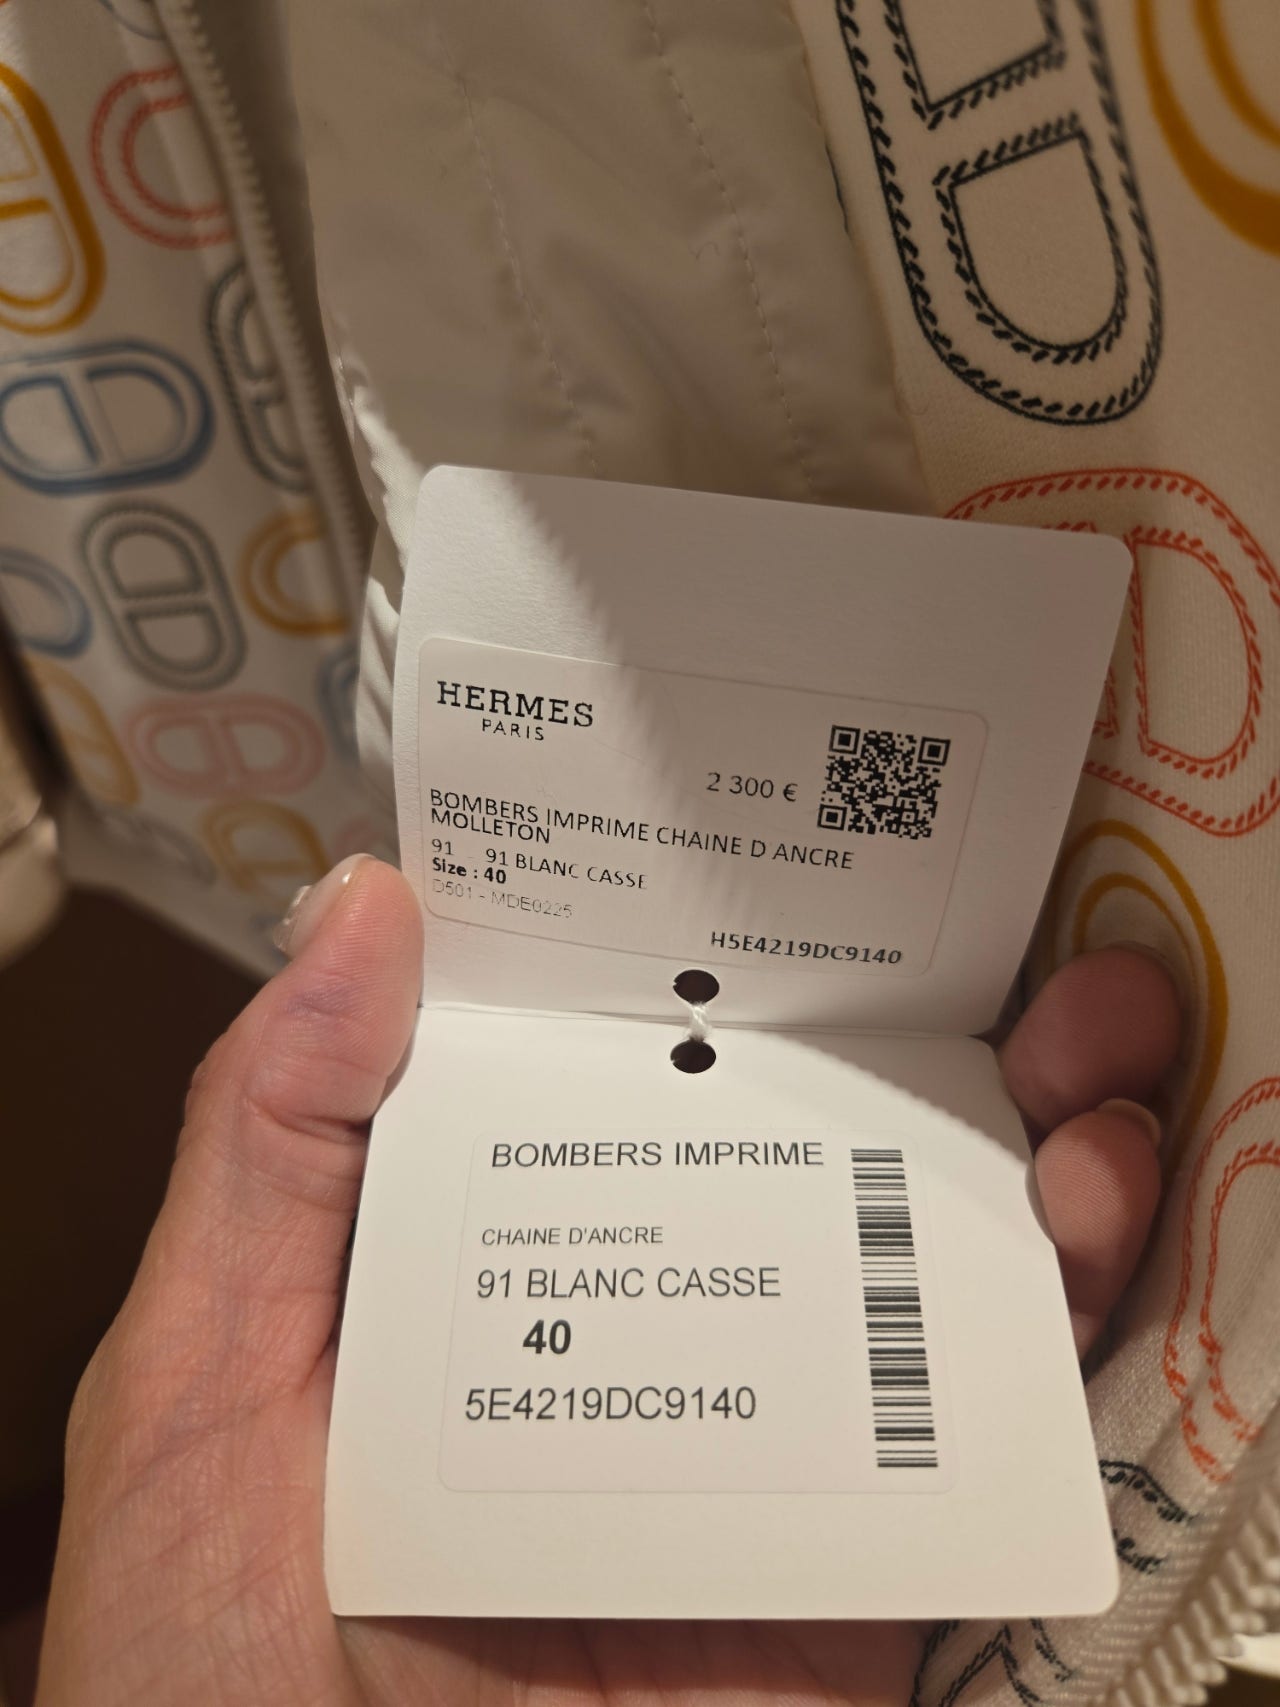 HERMES
PARIS
2 300 €
BOMBERS IMPRIME CHAINE D ANCRE
MOLLETON
91 91 BLANC CASSE
Size : 40
D501 - MDE0225
H5E4219DC9140
BOMBERS IMPRIME
CHAINE D'ANCRE
91 BLANC CASSE
40
5E4219DC9140